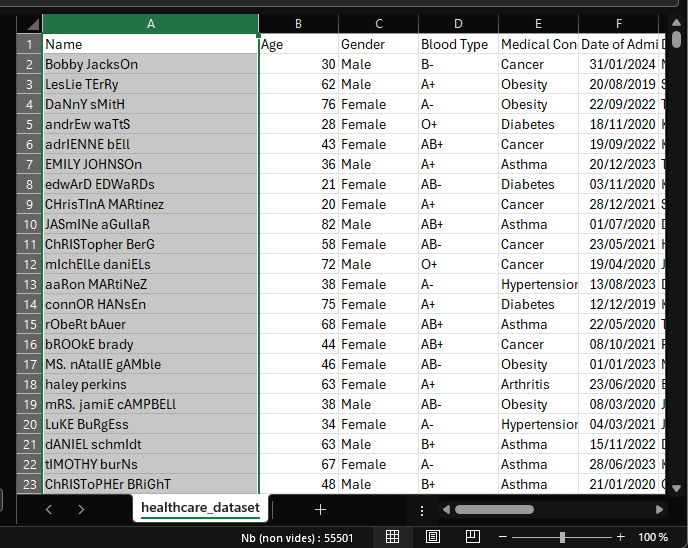 A B C D E F
1 Name Age Gender Blood Type Medical Con Date of Admi
2 Bobby JacksOn 30 Male B- Cancer 31/01/2024
3 LesLie TErRy 62 Male A+ Obesity 20/08/2019
4 DaNnY sMitH 76 Female A- Obesity 22/09/2022
5 andrEw waTtS 28 Female O+ Diabetes 18/11/2020
6 adrIENNE bEll 43 Female AB+ Cancer 19/09/2022
7 EMILY JOHNSOn 36 Male A+ Asthma 20/12/2023
8 edwArD EDWaRDs 21 Female AB- Diabetes 03/11/2020
9 CHrisTInA MARtinez 20 Female A+ Cancer 28/12/2021
10 JASmINe aGuIlaR 82 Male AB+ Asthma 01/07/2020
11 ChRISTopher BerG 58 Female AB- Cancer 23/05/2021
12 mIchElLe daniELs 72 Male O+ Cancer 19/04/2020
13 aaRon MARtiNeZ 38 Female A- Hypertension 13/08/2023
14 connOR HANsEn 75 Female A+ Diabetes 12/12/2019
15 rObeRt bAuer 68 Female AB+ Asthma 22/05/2020
16 bROOkE brady 44 Female AB+ Cancer 08/10/2021
17 MS. nAtalIE gAMble 46 Female AB- Obesity 01/01/2023
18 haley perkins 63 Female A+ Arthritis 23/06/2020
19 mRS. jamiE cAMPBELl 38 Male AB- Obesity 08/03/2020
20 LuKE BuRgEss 34 Female A- Hypertension 04/03/2021
21 dANIEL schmIdt 63 Male B+ Asthma 15/11/2022
22 tIMOTHY burNs 67 Female A- Asthma 28/06/2023
23 ChRISToPHEr BRiGhT 48 Male B+ Asthma 21/01/2020
healthcare_dataset
Nb (non vides) : 55501 100 %